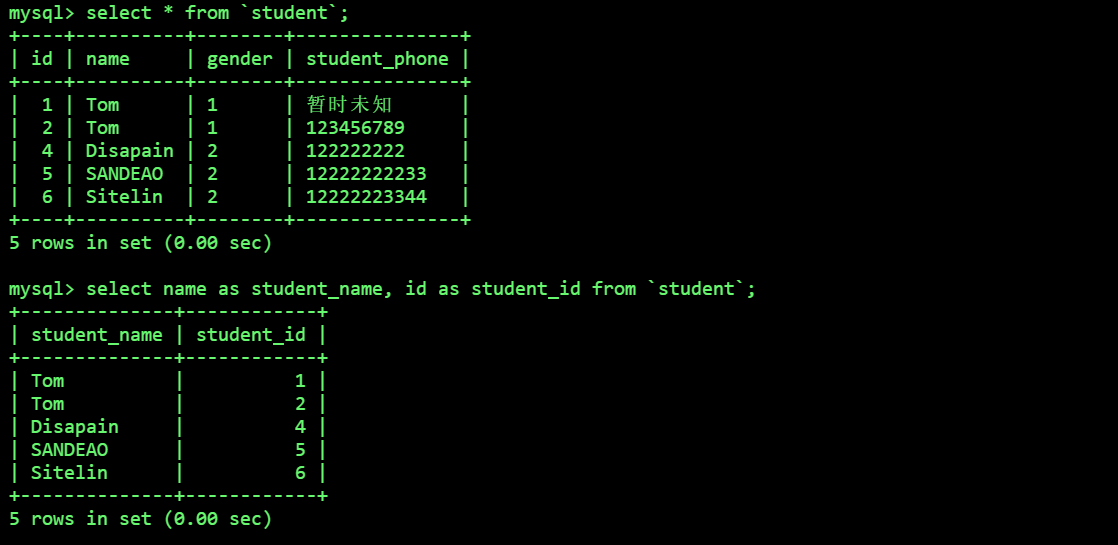 mysql> select * from `student`;
+----+----------+--------+---------------+
| id | name     | gender | student_phone |
+----+----------+--------+---------------+
|  1 | Tom      | 1      | 暂时未知      |
|  2 | Tom      | 1      | 123456789     |
|  4 | Disapain | 2      | 122222222     |
|  5 | SANDEAO  | 2      | 12222222233   |
|  6 | Sitelin  | 2      | 12222223344   |
+----+----------+--------+---------------+
5 rows in set (0.00 sec)
mysql> select name as student_name, id as student_id from `student`;
+--------------+------------+
| student_name | student_id |
+--------------+------------+
| Tom          |          1 |
| Tom          |          2 |
| Disapain     |          4 |
| SANDEAO      |          5 |
| Sitelin      |          6 |
+--------------+------------+
5 rows in set (0.00 sec)